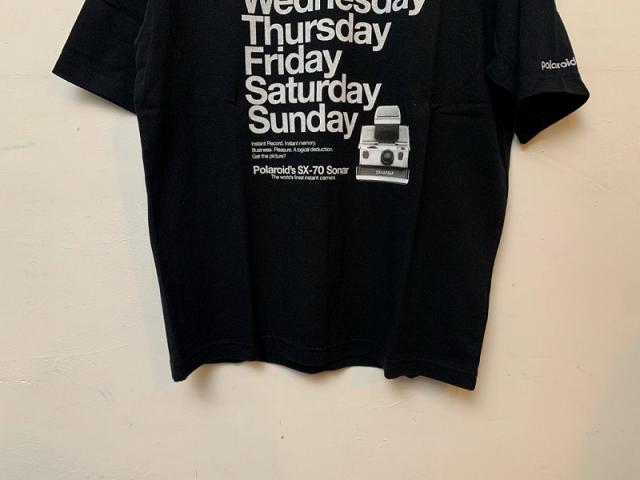 Wednesday
Thursday
Friday
Saturday
Sunday
Instant Record. Instant memory.
Business. Pleasure. A logical deduction.
Get the picture?
Polaroid's SX-70 Sonar
The world's finest instant camera
Polaroid